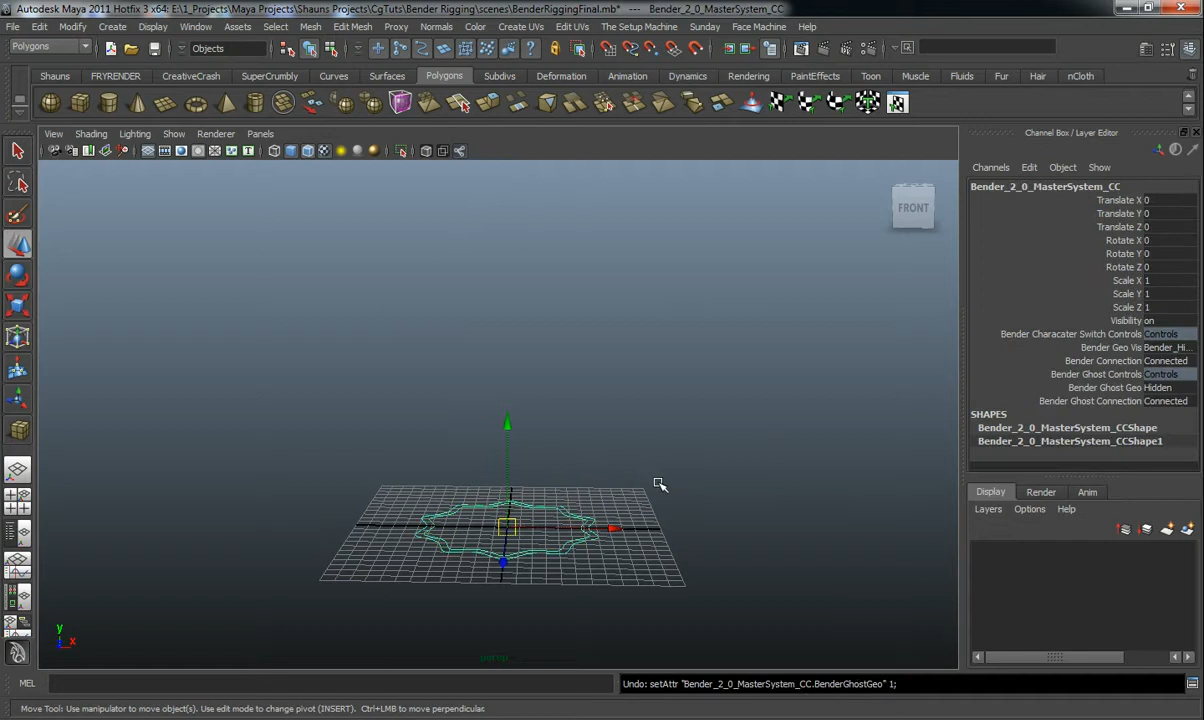 Autodesk Maya 2011 Hotfix 3 x64: E:\1_Projects\Maya Projects\Shauns Projects\CgTuts\Bender Rigging\scenes\BenderRiggingFinal.mb* --- Bender_2_0_MasterSystem_CC
File Edit Modify Create Display Window Assets Select Mesh Edit Mesh Proxy Normals Color Create UVs Edit UVs The Setup Machine Face Machine Help
Polygons Objects
Shauns FRYRENDER CreativeCrash SuperCrumbly Curves Surfaces Polygons Subdivs Deformation Animation Dynamics Rendering PaintEffects Toon Muscle Fluids Fur Hair nCloth
View Shading Lighting Show Renderer Panels
Channel Box / Layer Editor
Channels Edit Object Show
Bender_2_0_MasterSystem_CC
Translate X 0
Translate Y 0
Translate Z 0
Rotate X 0
Rotate Y 0
Rotate Z 0
Scale X 1
Scale Y 1
Scale Z 1
Visibility on
Bender Characater Switch Controls Controls
Bender Geo Vis Bender_Hi...
Bender Connection Connected
Bender Ghost Controls Controls
Bender Ghost Geo Hidden
Bender Ghost Connection Connected
SHAPES
Bender_2_0_MasterSystem_CCShape
Bender_2_0_MasterSystem_CCShape1
Display Render Anim
Layers Options Help
FRONT
y
x
persp
MEL
Undo: setAttr "Bender_2_0_MasterSystem_CC.BenderGhostGeo" 1;
Move Tool: Use manipulator to move object(s). Use edit mode to change pivot (INSERT). Ctrl+LMB to move perpendicular.